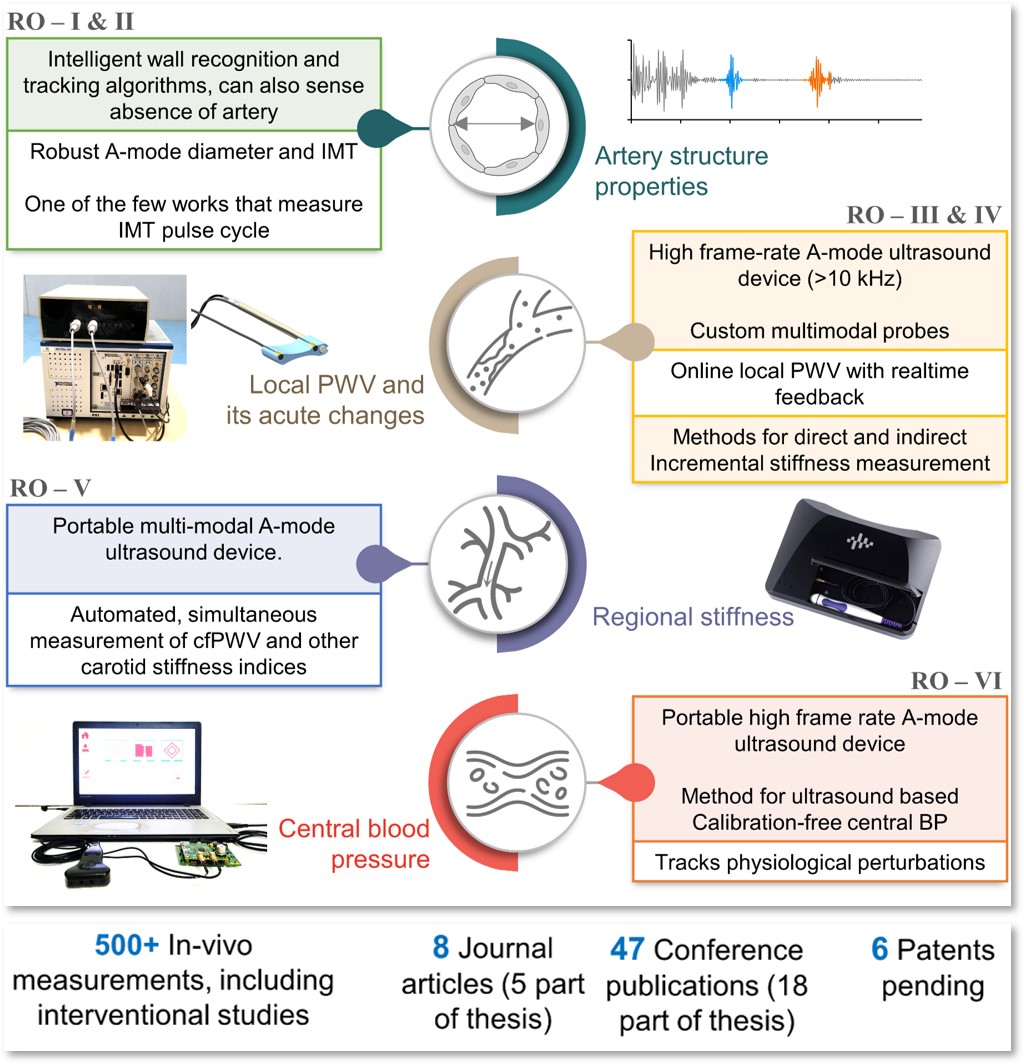 RO – I & II
Intelligent wall recognition and
tracking algorithms, can also sense
absence of artery
Robust A-mode diameter and IMT
One of the few works that measure
IMT pulse cycle
Artery structure
properties
RO – III & IV
High frame-rate A-mode ultrasound
device (>10 kHz)
Custom multimodal probes
Online local PWV with realtime
feedback
Methods for direct and indirect
Incremental stiffness measurement
Local PWV and
its acute changes
RO – V
Portable multi-modal A-mode
ultrasound device.
Automated, simultaneous
measurement of cfPWV and other
carotid stiffness indices
Regional stiffness
RO – VI
Portable high frame rate A-mode
ultrasound device
Method for ultrasound based
Calibration-free central BP
Tracks physiological perturbations
Central blood
pressure
500+ In-vivo
measurements, including
interventional studies
8 Journal
articles (5 part
of thesis)
47 Conference
publications (18
part of thesis)
6 Patents
pending